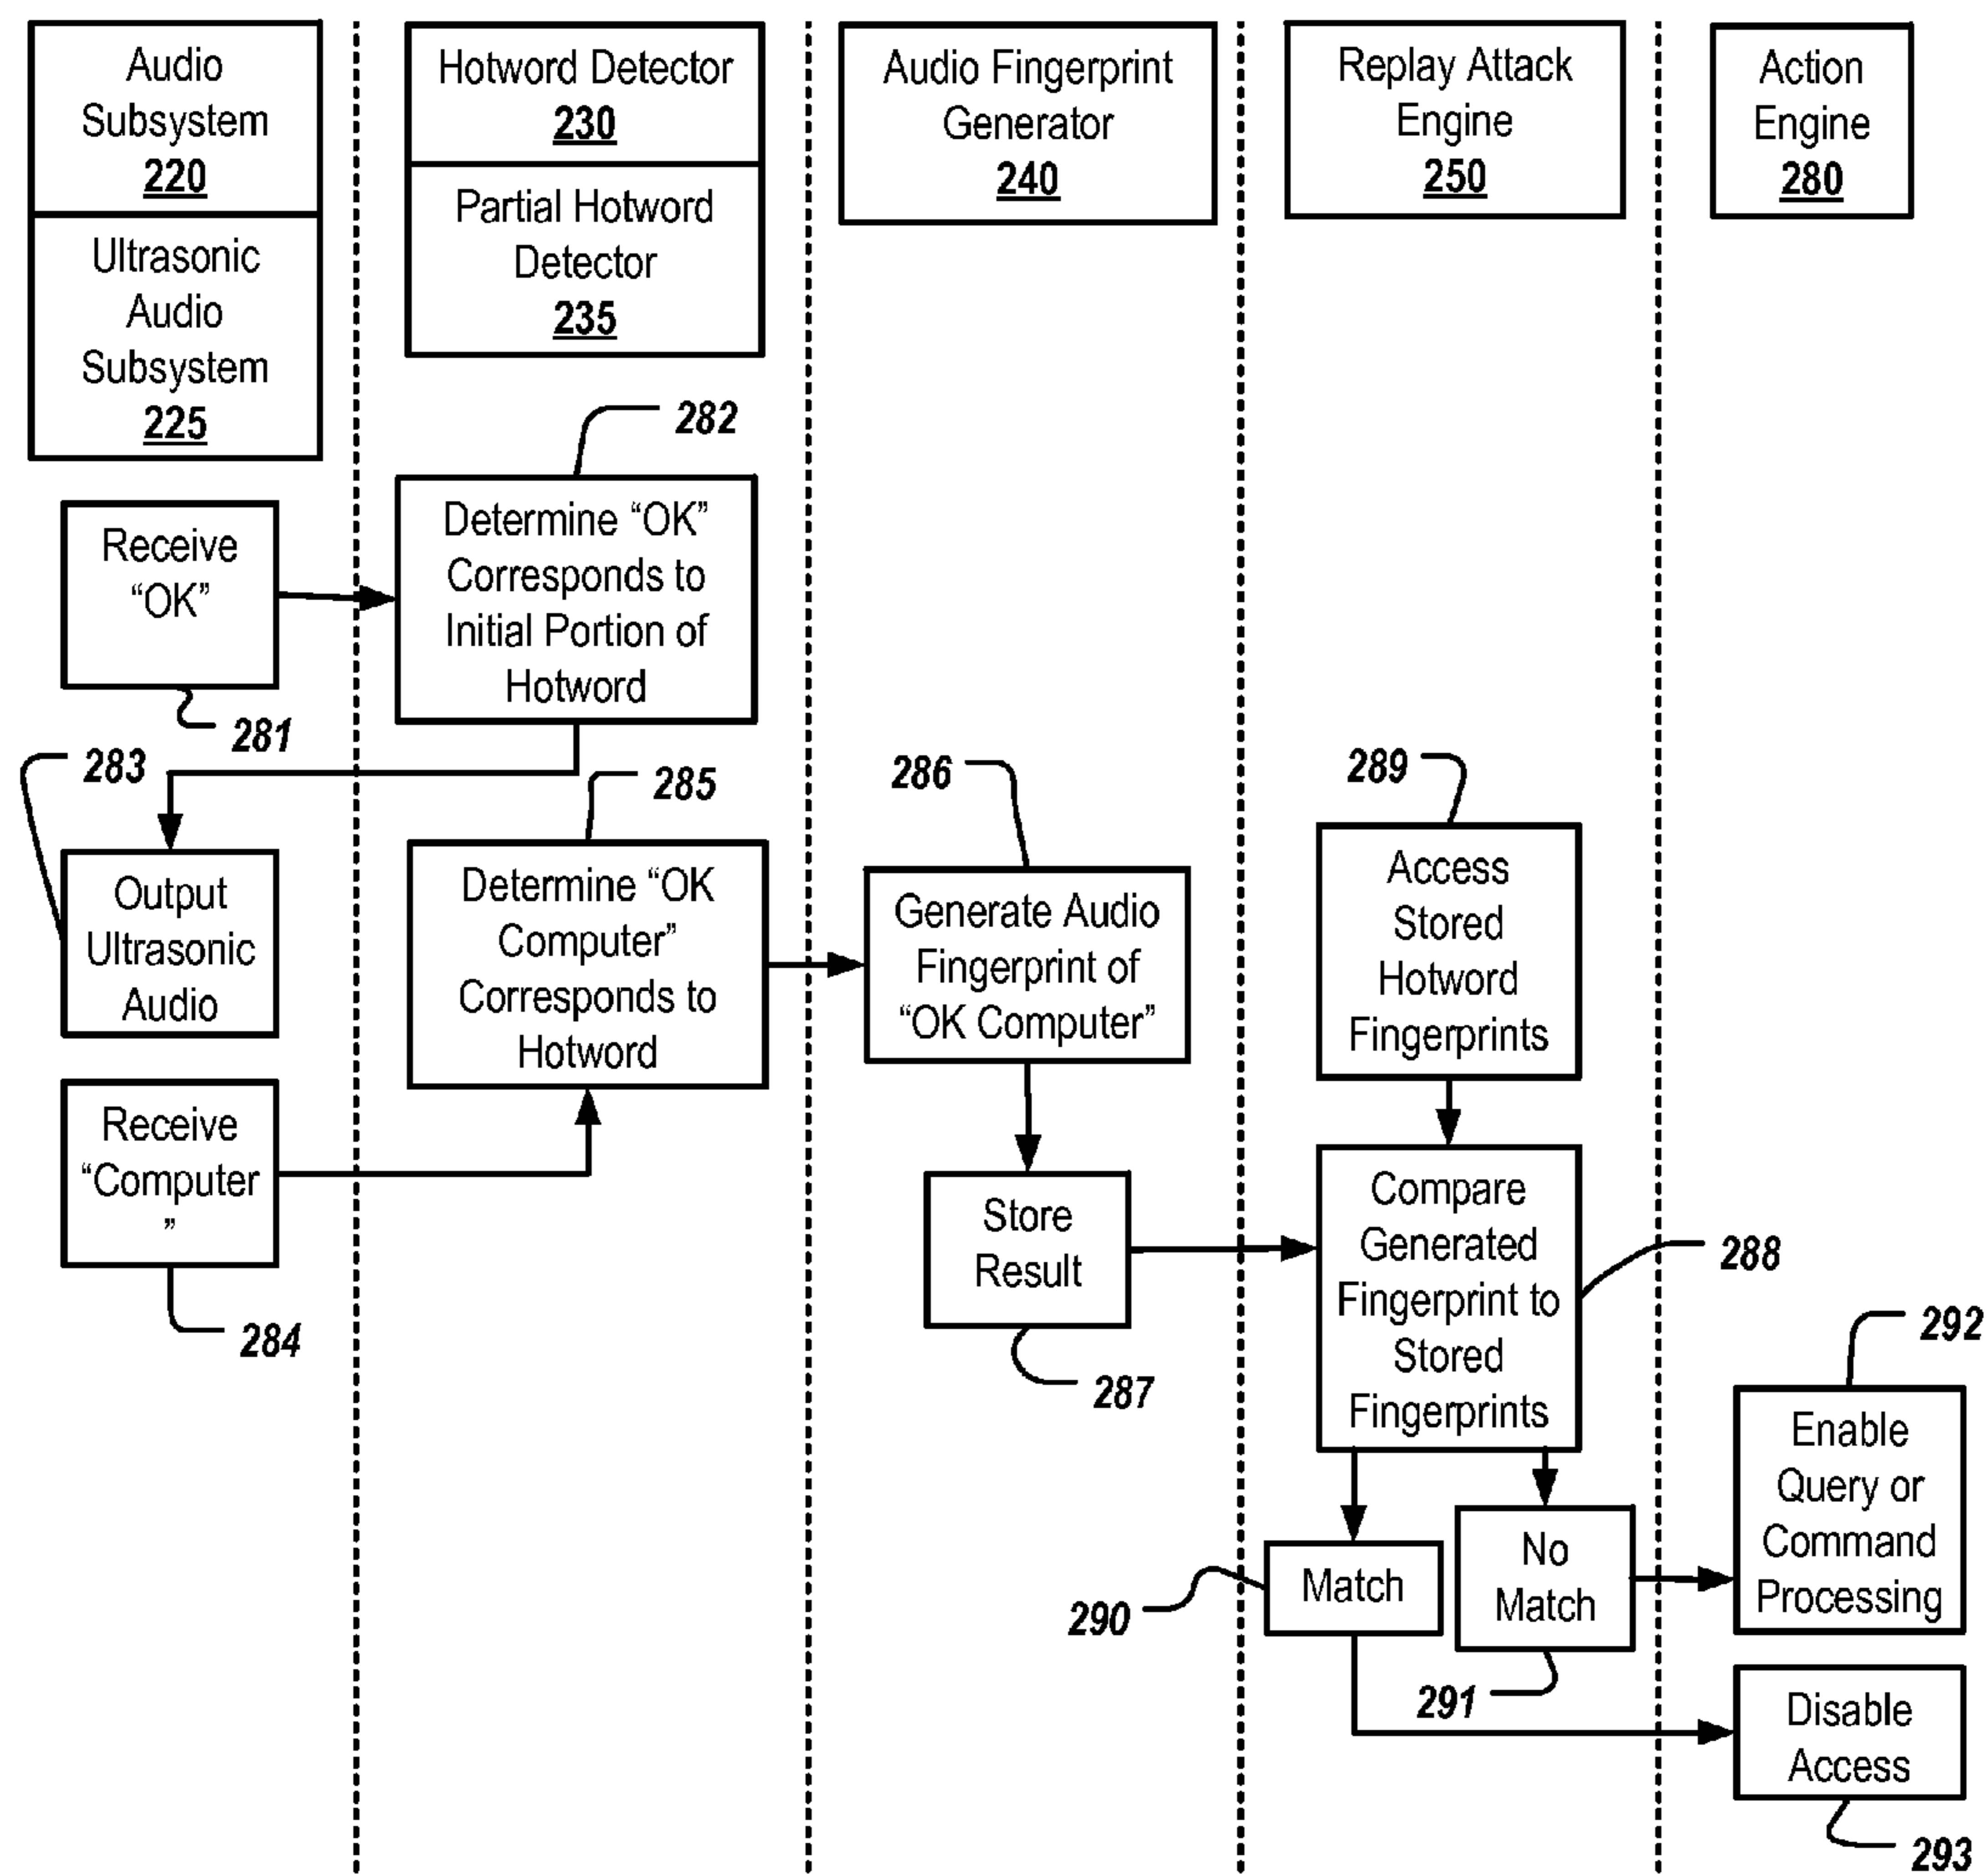 Audio
Subsystem
220
Ultrasonic
Audio
Subsystem
225
Hotword Detector
230
Partial Hotword
Detector
235
Audio Fingerprint
Generator
240
Replay Attack
Engine
250
Action
Engine
280
282
Determine “OK”
Corresponds to
Initial Portion of
Hotword
Receive
“OK”
281
283
Output
Ultrasonic
Audio
285
Determine “OK
Computer”
Corresponds to
Hotword
Receive
“Computer
”
284
286
Generate Audio
Fingerprint of
“OK Computer”
Store
Result
287
289
Access
Stored
Hotword
Fingerprints
Compare
Generated
Fingerprint to
Stored
Fingerprints
288
290
Match
No
Match
291
292
Enable
Query or
Command
Processing
Disable
Access
293